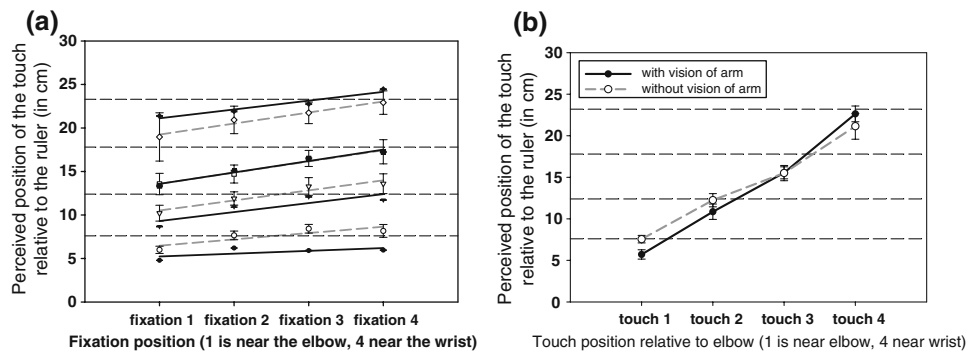 (a)
Perceived position of the touch
relative to the ruler (in cm)
30
25
20
15
10
5
0
fixation 1 fixation 2 fixation 3 fixation 4
Fixation position (1 is near the elbow, 4 near the wrist)
(b)
Perceived position of the touch
relative to the ruler (in cm)
30
25
20
15
10
5
0
with vision of arm
without vision of arm
touch 1 touch 2 touch 3 touch 4
Touch position relative to elbow (1 is near elbow, 4 near wrist)